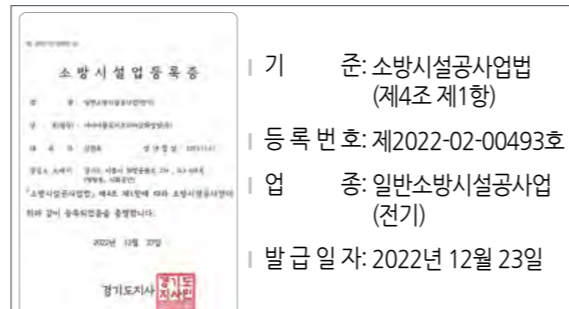 소방시설업등록증
「소방시설공사업법」 제4조 제1항에 따라 소방시설공사업이
위와 같이 등록되었음을 증명합니다.
2022년 12월
경기도지사
기 준: 소방시설공사업법
(제4조 제1항)
등록번호: 제2022-02-00493호
업 종: 일반소방시설공사업
(전기)
발급일자: 2022년 12월 23일